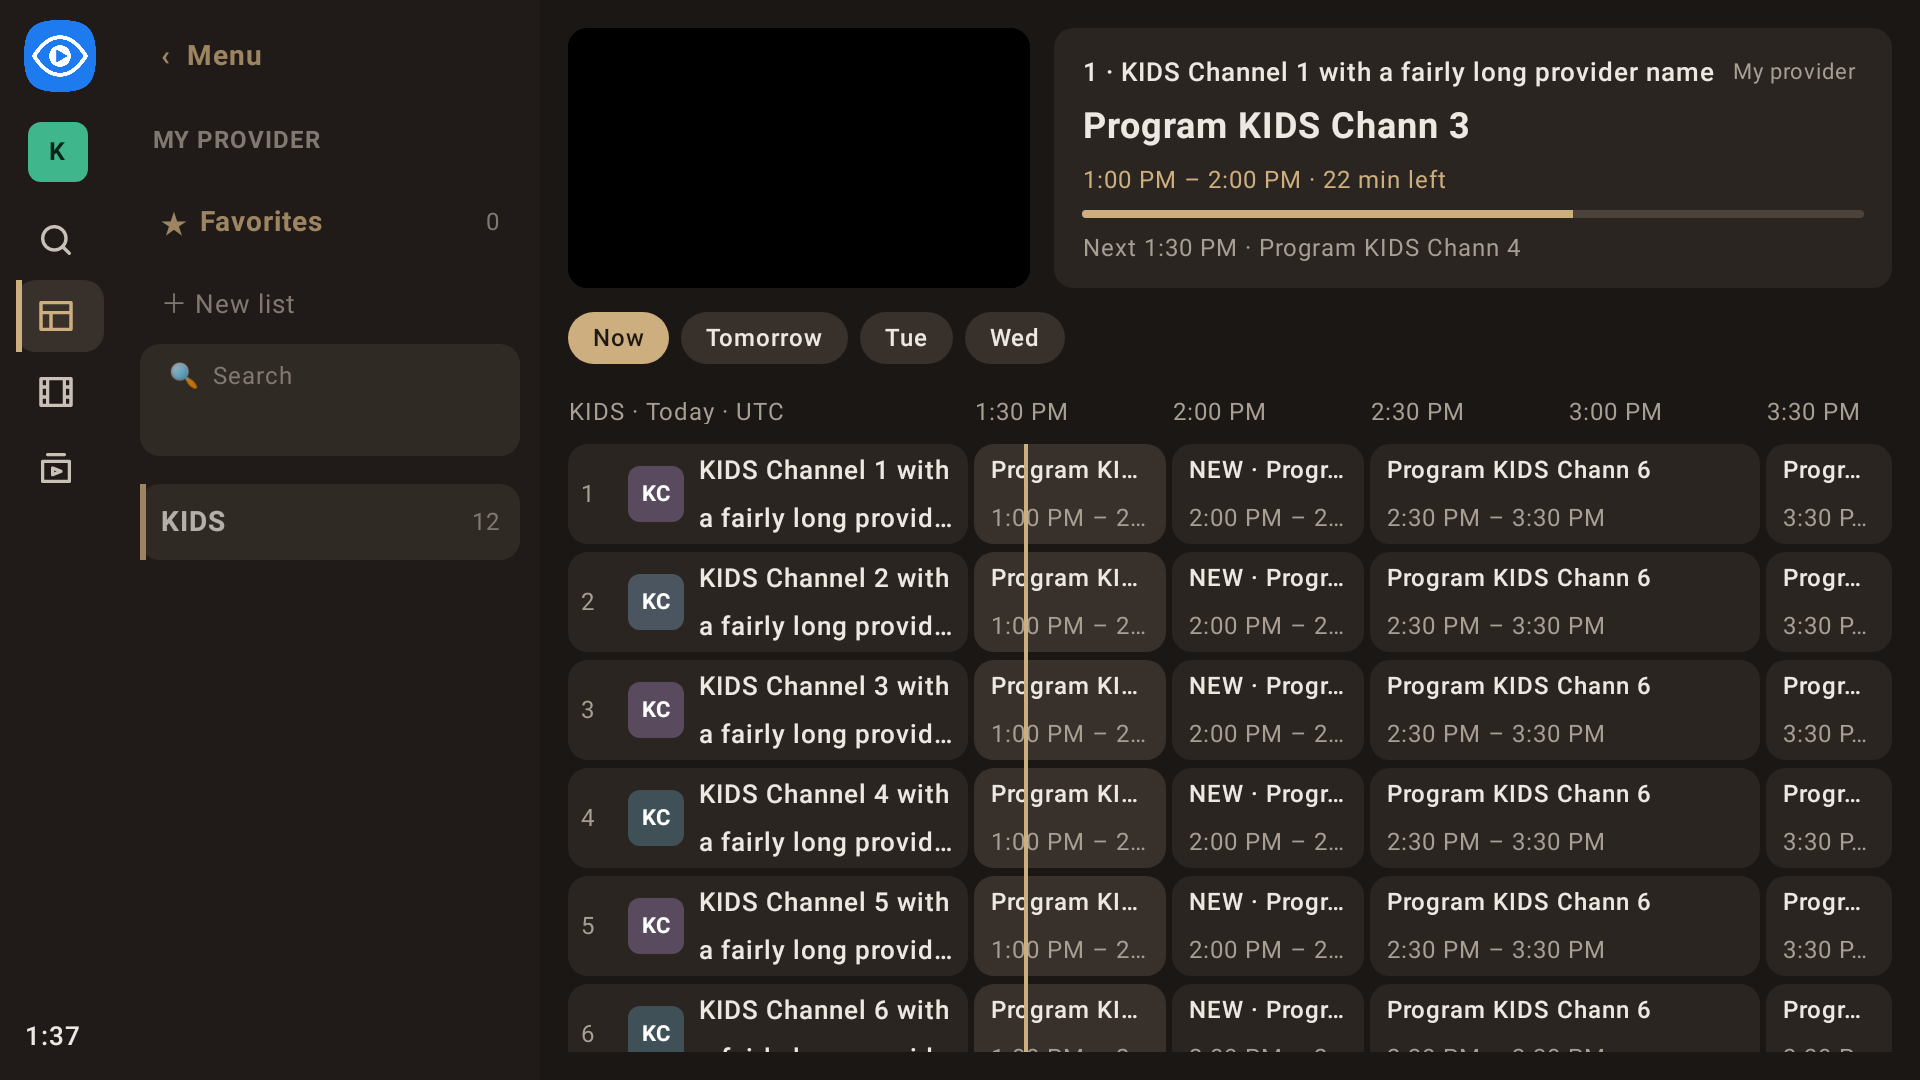 ‹ Menu
K
MY PROVIDER
★ Favorites 0
+ New list
Search
KIDS 12
1:37
1 · KIDS Channel 1 with a fairly long provider name My provider
Program KIDS Chann 3
1:00 PM – 2:00 PM · 22 min left
Next 1:30 PM · Program KIDS Chann 4
Now Tomorrow Tue Wed
KIDS · Today · UTC 1:30 PM 2:00 PM 2:30 PM 3:00 PM 3:30 PM
1 KC KIDS Channel 1 with Program KI… NEW · Progr… Program KIDS Chann 6 Progr…
a fairly long provid… 1:00 PM – 2… 2:00 PM – 2… 2:30 PM – 3:30 PM 3:30 P…
2 KC KIDS Channel 2 with Program KI… NEW · Progr… Program KIDS Chann 6 Progr…
a fairly long provid… 1:00 PM – 2… 2:00 PM – 2… 2:30 PM – 3:30 PM 3:30 P…
3 KC KIDS Channel 3 with Program KI… NEW · Progr… Program KIDS Chann 6 Progr…
a fairly long provid… 1:00 PM – 2… 2:00 PM – 2… 2:30 PM – 3:30 PM 3:30 P…
4 KC KIDS Channel 4 with Program KI… NEW · Progr… Program KIDS Chann 6 Progr…
a fairly long provid… 1:00 PM – 2… 2:00 PM – 2… 2:30 PM – 3:30 PM 3:30 P…
5 KC KIDS Channel 5 with Program KI… NEW · Progr… Program KIDS Chann 6 Progr…
a fairly long provid… 1:00 PM – 2… 2:00 PM – 2… 2:30 PM – 3:30 PM 3:30 P…
6 KC KIDS Channel 6 with Program KI… NEW · Progr… Program KIDS Chann 6 Progr…